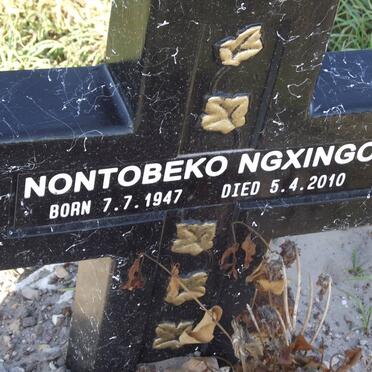 NONTOBEKO NGXINGO
BORN 7.7.1947 DIED 5.4.2010